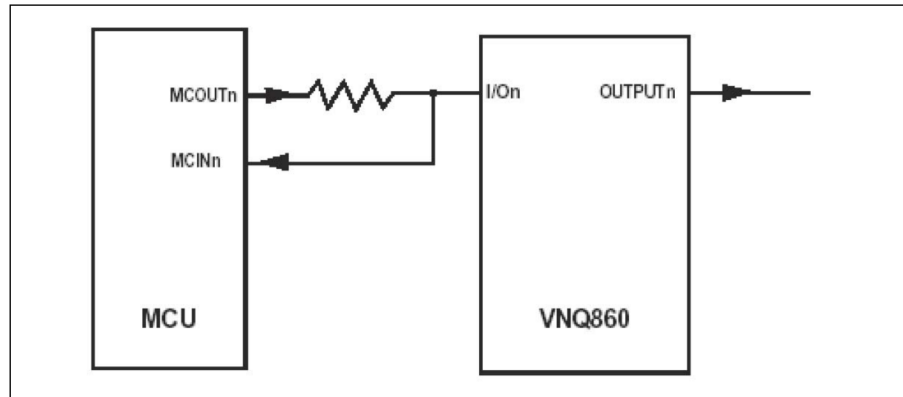 MCOUTn
I/On
OUTPUTn
MCINn
MCU
VNQ860